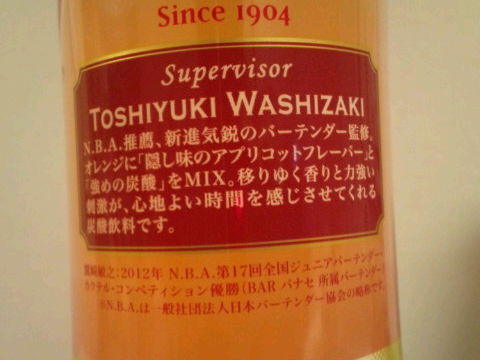 Since 1904
Supervisor
TOSHIYUKI WASHIZAKI
N.B.A.推薦、新進気鋭のバーテンダー監修。
オレンジに「隠し味のアプリコットフレーバー」と
「強めの炭酸」をMIX。移りゆく香りと力強い
刺激が、心地よい時間を感じさせてくれる
炭酸飲料です。
鷲﨑敏之:2012年 N.B.A.第17回全国ジュニアバーテンダー
カクテル・コンペティション優勝(BAR パナセ 所属バーテンダー)
※N.B.A.は一般社団法人日本バーテンダー協会の略称です。